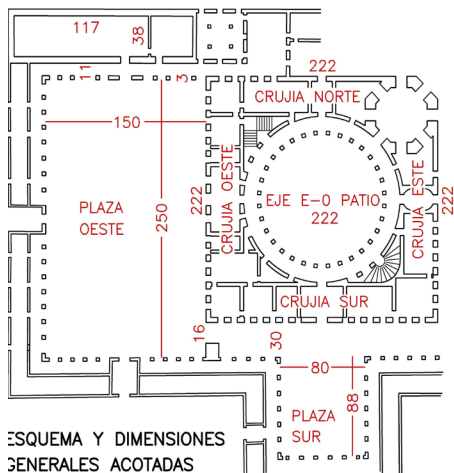 117
38
11
3
222
CRUJIA NORTE
150
CRUJIA OESTE
222
EJE E-0 PATIO
222
CRUJIA ESTE
222
PLAZA
OESTE
250
CRUJIA SUR
16
30
80
88
PLAZA
SUR
ESQUEMA Y DIMENSIONES
GENERALES ACOTADAS